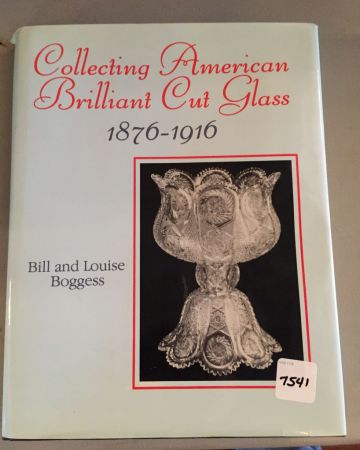 Collecting American
Brilliant Cut Glass
1876-1916
Bill and Louise
Boggess
7541